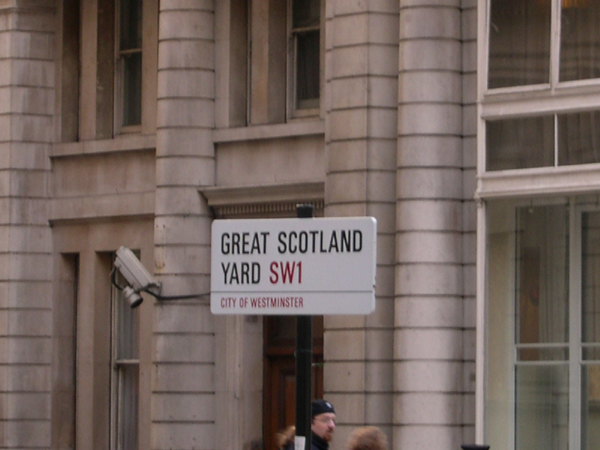 GREAT SCOTLAND
YARD SW1
CITY OF WESTMINSTER